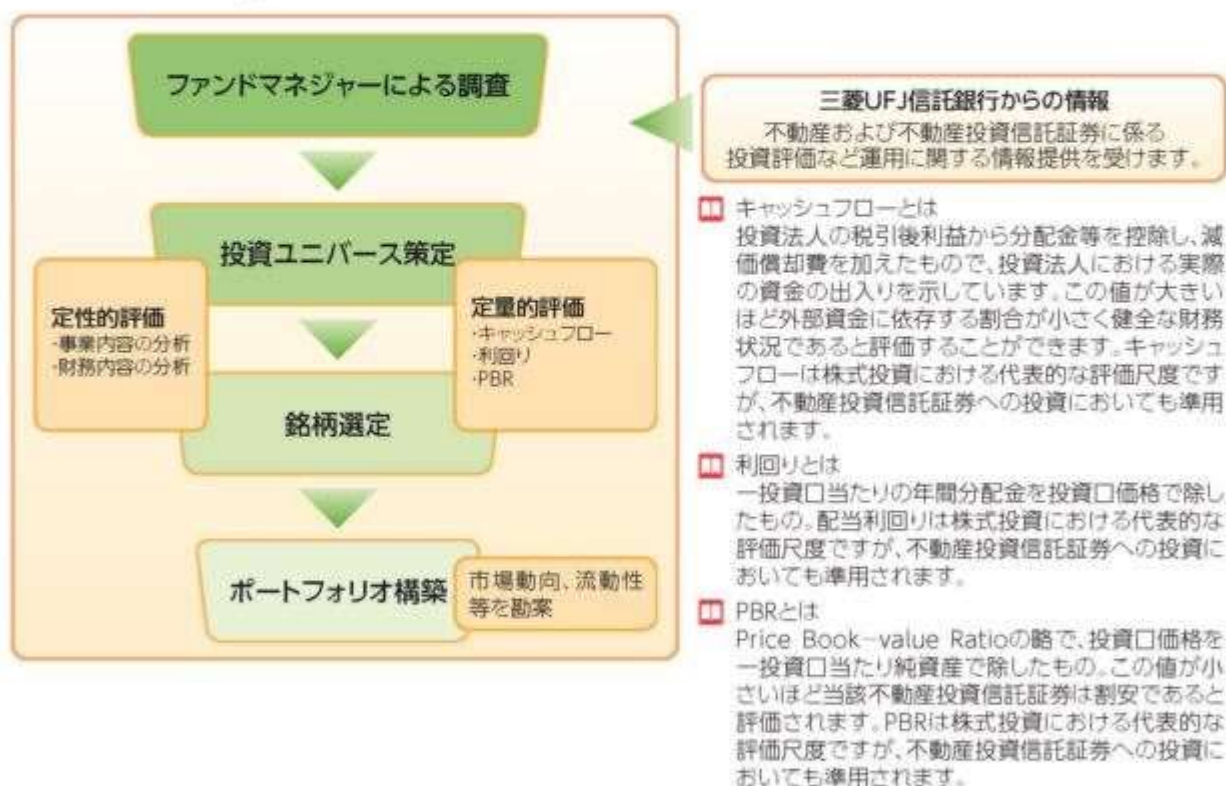 ファンドマネジャーによる調査
投資ユニバース策定
定性的評価
・事業内容の分析
・財務内容の分析
定量的評価
・キャッシュフロー
・利回り
・PBR
銘柄選定
ポートフォリオ構築
市場動向、流動性
等を勘案
三菱UFJ信託銀行からの情報
不動産および不動産投資信託証券に係る
投資評価など運用に関する情報提供を受けます。
キャッシュフローとは
投資法人の税引後利益から分配金等を控除し、減
価償却費を加えたもので、投資法人における実際
の資金の出入りを示しています。この値が大きい
ほど外部資金に依存する割合が小さく健全な財務
状況であると評価することができます。キャッシュ
フローは株式投資における代表的な評価尺度です
が、不動産投資信託証券への投資においても準用
されます。
利回りとは
一投資口当たりの年間分配金を投資口価格で除し
たもの。配当利回りは株式投資における代表的な
評価尺度ですが、不動産投資信託証券への投資に
おいても準用されます。
PBRとは
Price Book-value Ratioの略で、投資口価格を
一投資口当たり純資産で除したもの。この値が小
さいほど当該不動産投資信託証券は割安であると
評価されます。PBRは株式投資における代表的な
評価尺度ですが、不動産投資信託証券への投資に
おいても準用されます。